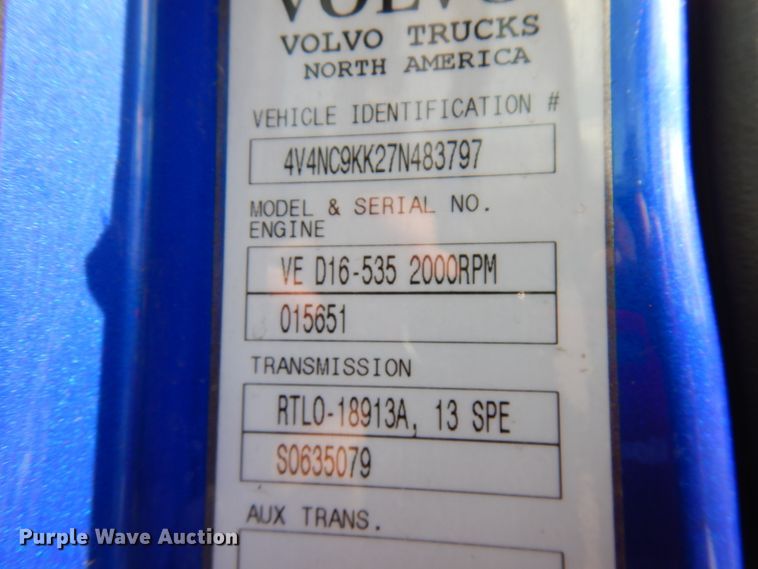 VOLVO
VOLVO TRUCKS
NORTH AMERICA
VEHICLE IDENTIFICATION #
4V4NC9KK27N483797
MODEL & SERIAL NO.
ENGINE
VE D16-535 2000RPM
015651
TRANSMISSION
RTLO-18913A, 13 SPE
S0635079
AUX TRANS.
Purple Wave Auction